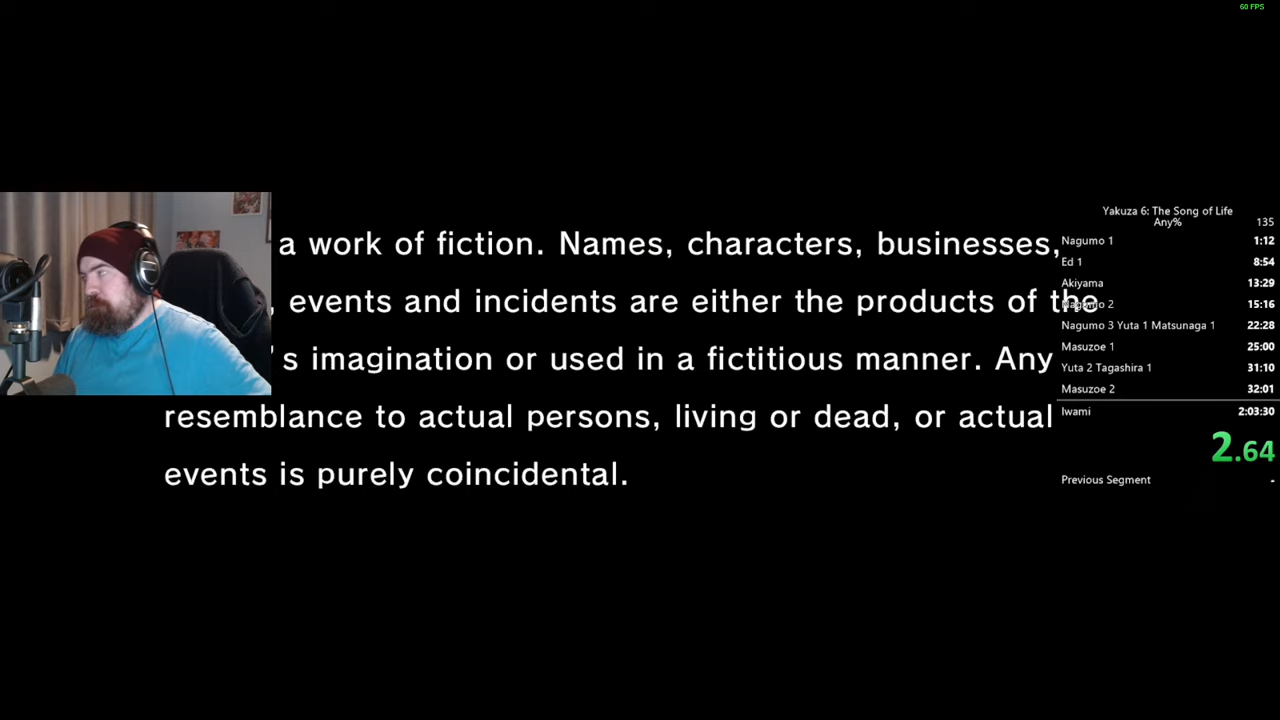 60 FPS
a work of fiction. Names, characters, businesses,
, events and incidents are either the products of the
's imagination or used in a fictitious manner. Any
resemblance to actual persons, living or dead, or actual
events is purely coincidental.
Yakuza 6: The Song of Life
Any% 135
Nagumo 1 1:12
Ed 1 8:54
Akiyama 13:29
Nagumo 2 15:16
Nagumo 3 Yuta 1 Matsunaga 1 22:28
Masuzoe 1 25:00
Yuta 2 Tagashira 1 31:10
Masuzoe 2 32:01
Iwami 2:03:30
2.64
Previous Segment -